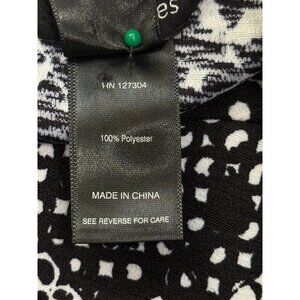 es
RN 127304
100% Polyester
MADE IN CHINA
SEE REVERSE FOR CARE